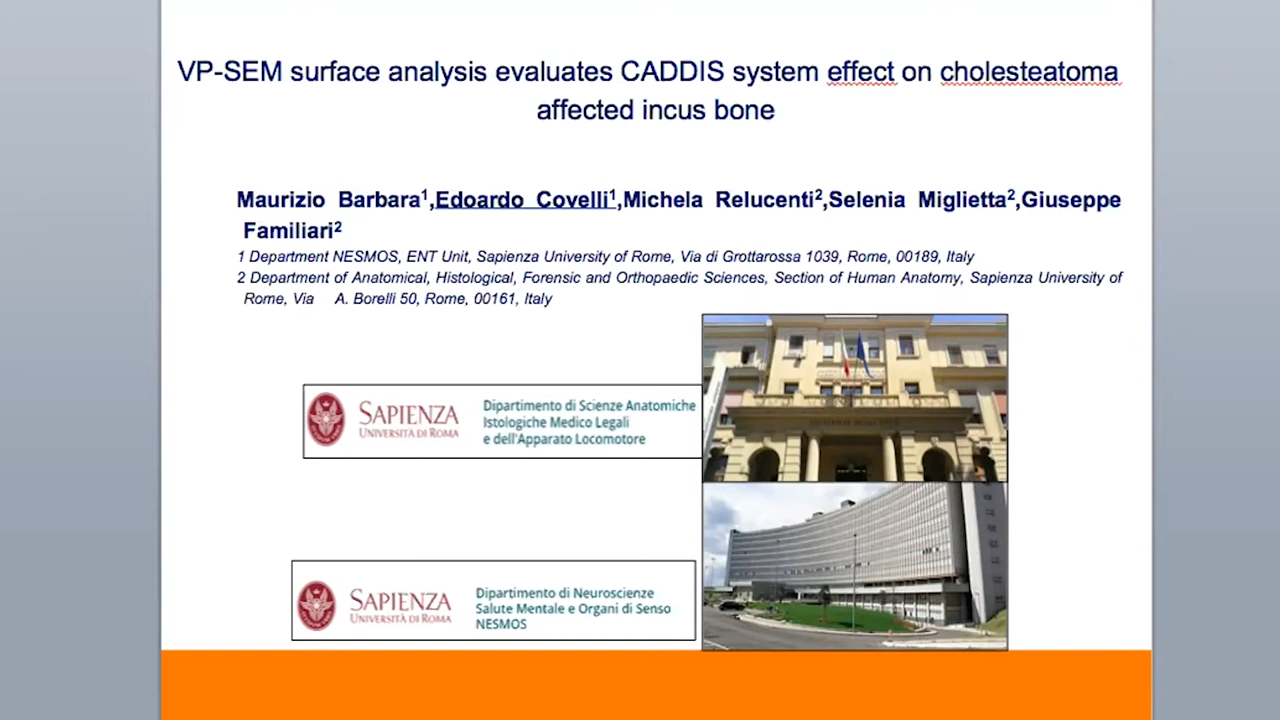 VP-SEM surface analysis evaluates CADDIS system effect on cholesteatoma
affected incus bone
Maurizio Barbara1,Edoardo Covelli1,Michela Relucenti2,Selenia Miglietta2,Giuseppe
Familiari2
1 Department NESMOS, ENT Unit, Sapienza University of Rome, Via di Grottarossa 1039, Rome, 00189, Italy
2 Department of Anatomical, Histological, Forensic and Orthopaedic Sciences, Section of Human Anatomy, Sapienza University of
Rome, Via A. Borelli 50, Rome, 00161, Italy
SAPIENZA
UNIVERSITÀ DI ROMA
Dipartimento di Scienze Anatomiche
Istologiche Medico Legali
e dell'Apparato Locomotore
SAPIENZA
UNIVERSITÀ DI ROMA
Dipartimento di Neuroscienze
Salute Mentale e Organi di Senso
NESMOS